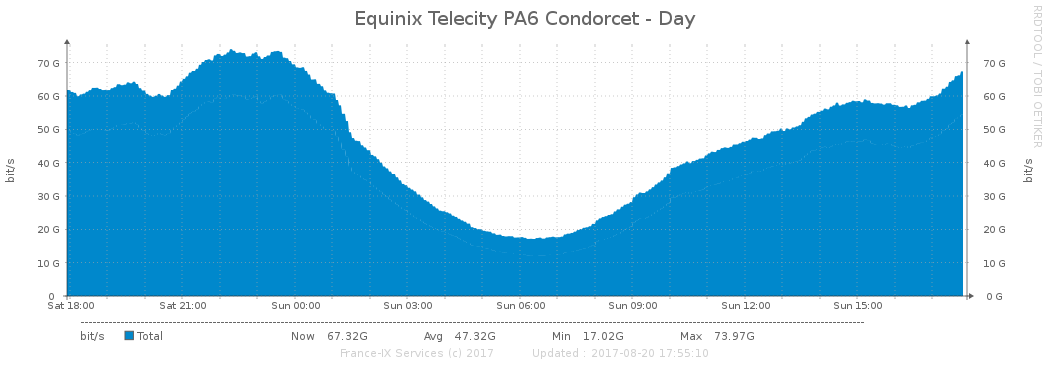 Equinix Telecity PA6 Condorcet - Day
RRDTOOL / TOBI OETIKER
bit/s
70 G
60 G
50 G
40 G
30 G
20 G
10 G
0
70 G
60 G
50 G
40 G
30 G
20 G
10 G
0 G
bit/s
Sat 18:00 Sat 21:00 Sun 00:00 Sun 03:00 Sun 06:00 Sun 09:00 Sun 12:00 Sun 15:00
bit/s Total Now 67.32G Avg 47.32G Min 17.02G Max 73.97G
France-IX Services (c) 2017 Updated : 2017-08-20 17:55:10